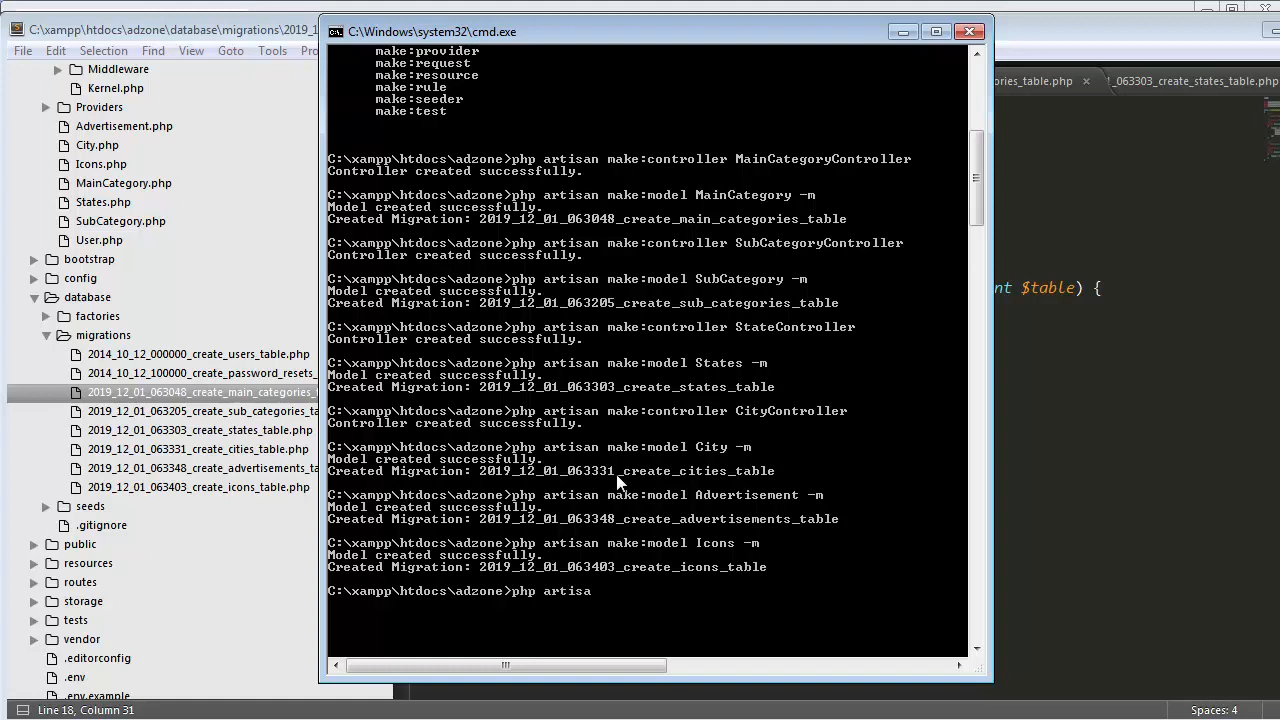 C:\xampp\htdocs\adzone\database\migrations\2019_1
File Edit Selection Find View Goto Tools Pro
Middleware
Kernel.php
Providers
Advertisement.php
City.php
Icons.php
MainCategory.php
States.php
SubCategory.php
User.php
bootstrap
config
database
factories
migrations
2014_10_12_000000_create_users_table.php
2014_10_12_100000_create_password_resets_
2019_12_01_063048_create_main_categories_
2019_12_01_063205_create_sub_categories_ta
2019_12_01_063303_create_states_table.php
2019_12_01_063331_create_cities_table.php
2019_12_01_063348_create_advertisements_ta
2019_12_01_063403_create_icons_table.php
seeds
.gitignore
public
resources
routes
storage
tests
vendor
.editorconfig
.env
.env.example
Line 18, Column 31
C:\Windows\system32\cmd.exe
make:provider
make:request
make:resource
make:rule
make:seeder
make:test
C:\xampp\htdocs\adzone>php artisan make:controller MainCategoryController
Controller created successfully.
C:\xampp\htdocs\adzone>php artisan make:model MainCategory -m
Model created successfully.
Created Migration: 2019_12_01_063048_create_main_categories_table
C:\xampp\htdocs\adzone>php artisan make:controller SubCategoryController
Controller created successfully.
C:\xampp\htdocs\adzone>php artisan make:model SubCategory -m
Model created successfully.
Created Migration: 2019_12_01_063205_create_sub_categories_table
C:\xampp\htdocs\adzone>php artisan make:controller StateController
Controller created successfully.
C:\xampp\htdocs\adzone>php artisan make:model States -m
Model created successfully.
Created Migration: 2019_12_01_063303_create_states_table
C:\xampp\htdocs\adzone>php artisan make:controller CityController
Controller created successfully.
C:\xampp\htdocs\adzone>php artisan make:model City -m
Model created successfully.
Created Migration: 2019_12_01_063331_create_cities_table
C:\xampp\htdocs\adzone>php artisan make:model Advertisement -m
Model created successfully.
Created Migration: 2019_12_01_063348_create_advertisements_table
C:\xampp\htdocs\adzone>php artisan make:model Icons -m
Model created successfully.
Created Migration: 2019_12_01_063403_create_icons_table
C:\xampp\htdocs\adzone>php artisa
ries_table.php × _063303_create_states_table.php
nt $table) {
Spaces: 4